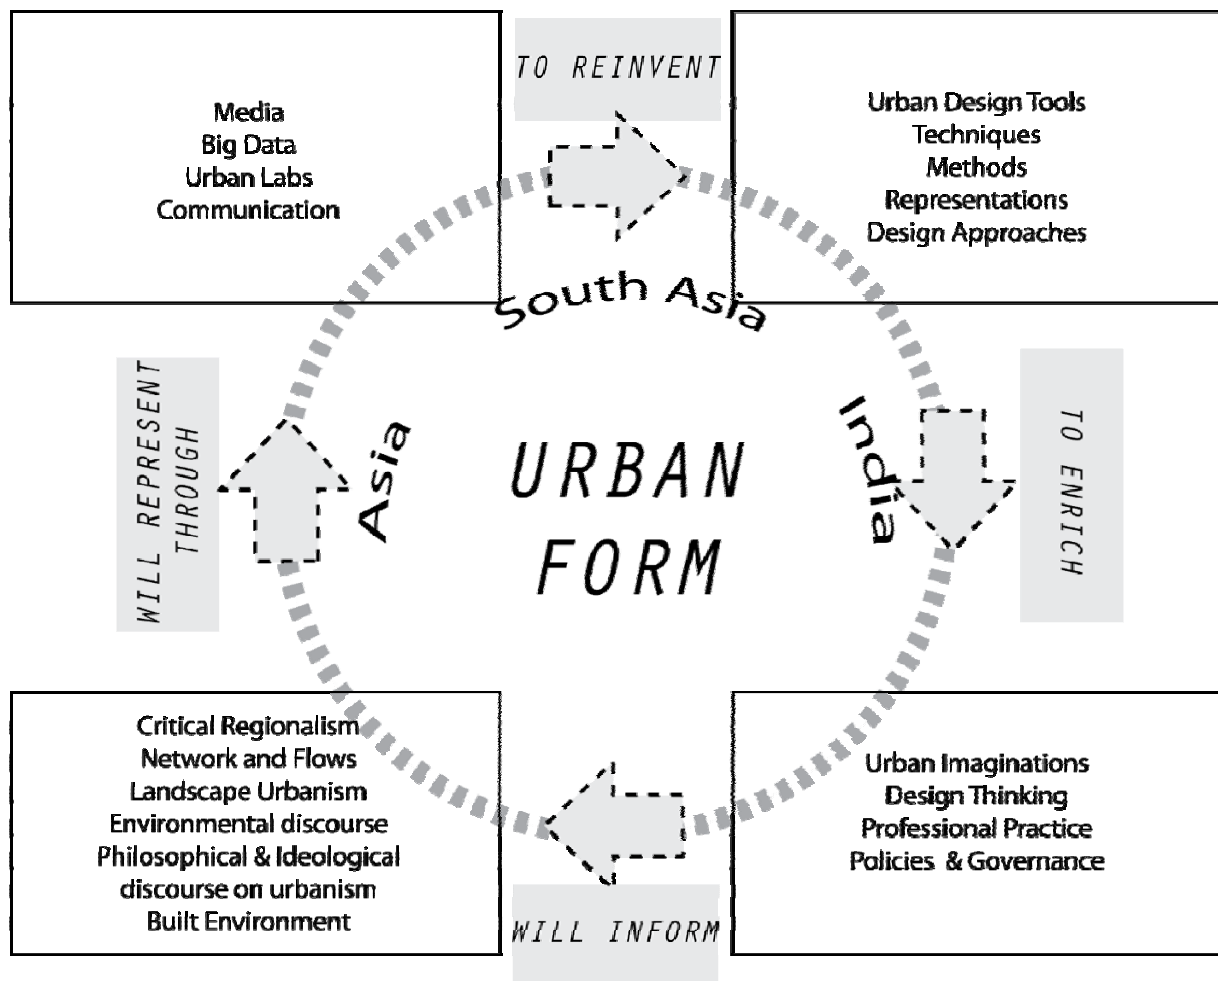 TO REINVENT
Media
Big Data
Urban Labs
Communication
Urban Design Tools
Techniques
Methods
Representations
Design Approaches
South Asia
WILL REPRESENT
THROUGH
Asia
URBAN
FORM
India
TO ENRICH
Critical Regionalism
Network and Flows
Landscape Urbanism
Environmental discourse
Philosophical & Ideological
discourse on urbanism
Built Environment
Urban Imaginations
Design Thinking
Professional Practice
Policies & Governance
WILL INFORM